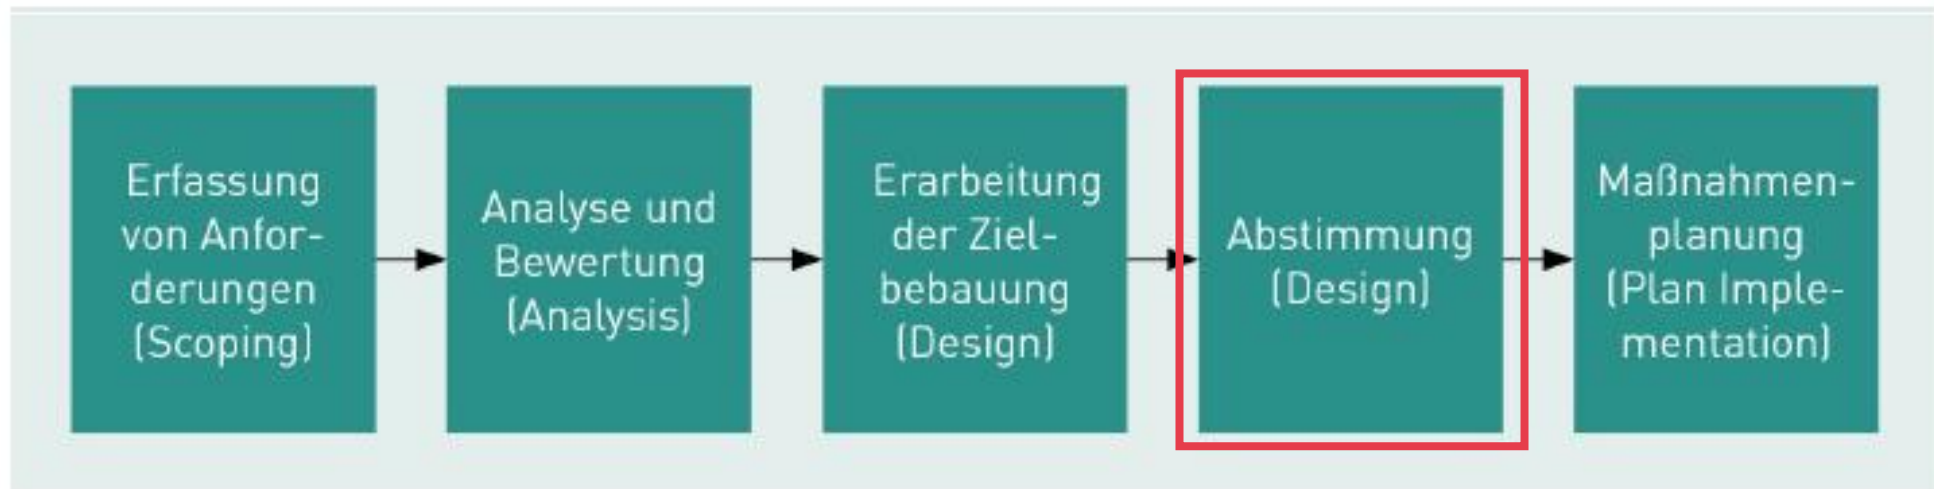 Erfassung
von Anfor-
derungen
(Scoping)
Analyse und
Bewertung
(Analysis)
Erarbeitung
der Ziel-
bebauung
(Design)
Abstimmung
(Design)
Maßnahmen-
planung
(Plan Imple-
mentation)